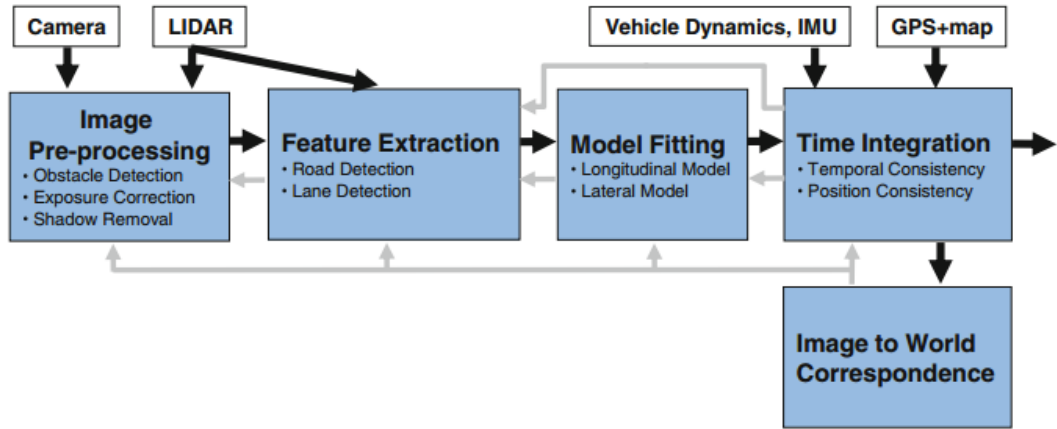 Camera
LIDAR
Vehicle Dynamics, IMU
GPS+map
Image
Pre-processing
• Obstacle Detection
• Exposure Correction
• Shadow Removal
Feature Extraction
• Road Detection
• Lane Detection
Model Fitting
• Longitudinal Model
• Lateral Model
Time Integration
• Temporal Consistency
• Position Consistency
Image to World
Correspondence